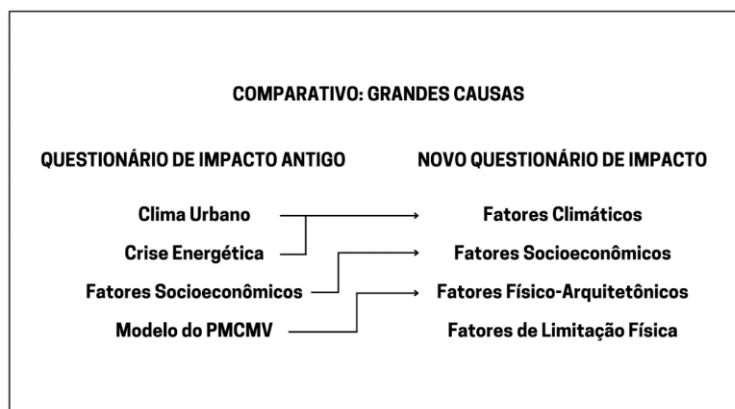 COMPARATIVO: GRANDES CAUSAS
QUESTIONÁRIO DE IMPACTO ANTIGO
NOVO QUESTIONÁRIO DE IMPACTO
Clima Urbano
Fatores Climáticos
Crise Energética
Fatores Socioeconômicos
Fatores Socioeconômicos
Fatores Físico-Arquitetônicos
Modelo do PMCMV
Fatores de Limitação Física